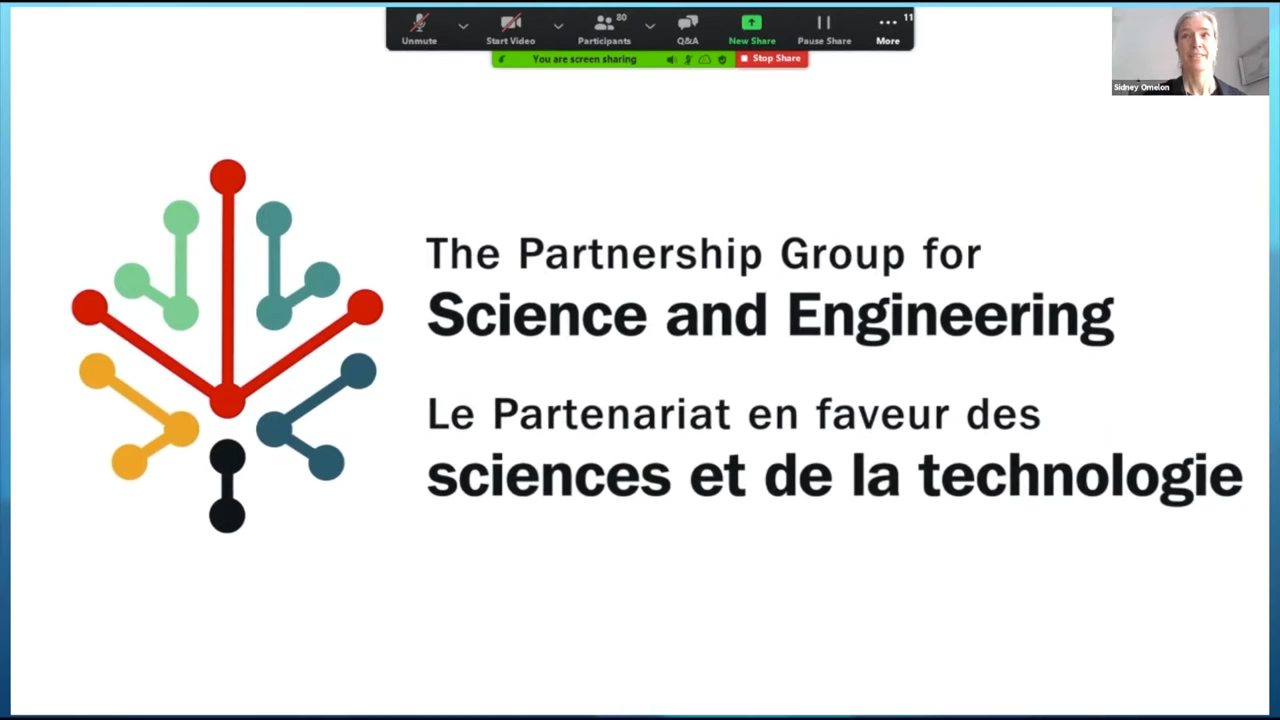 80
11
Unmute
Start Video
Participants
Q&A
New Share
Pause Share
More
You are screen sharing
Stop Share
Sidney Omelon
The Partnership Group for
Science and Engineering
Le Partenariat en faveur des
sciences et de la technologie